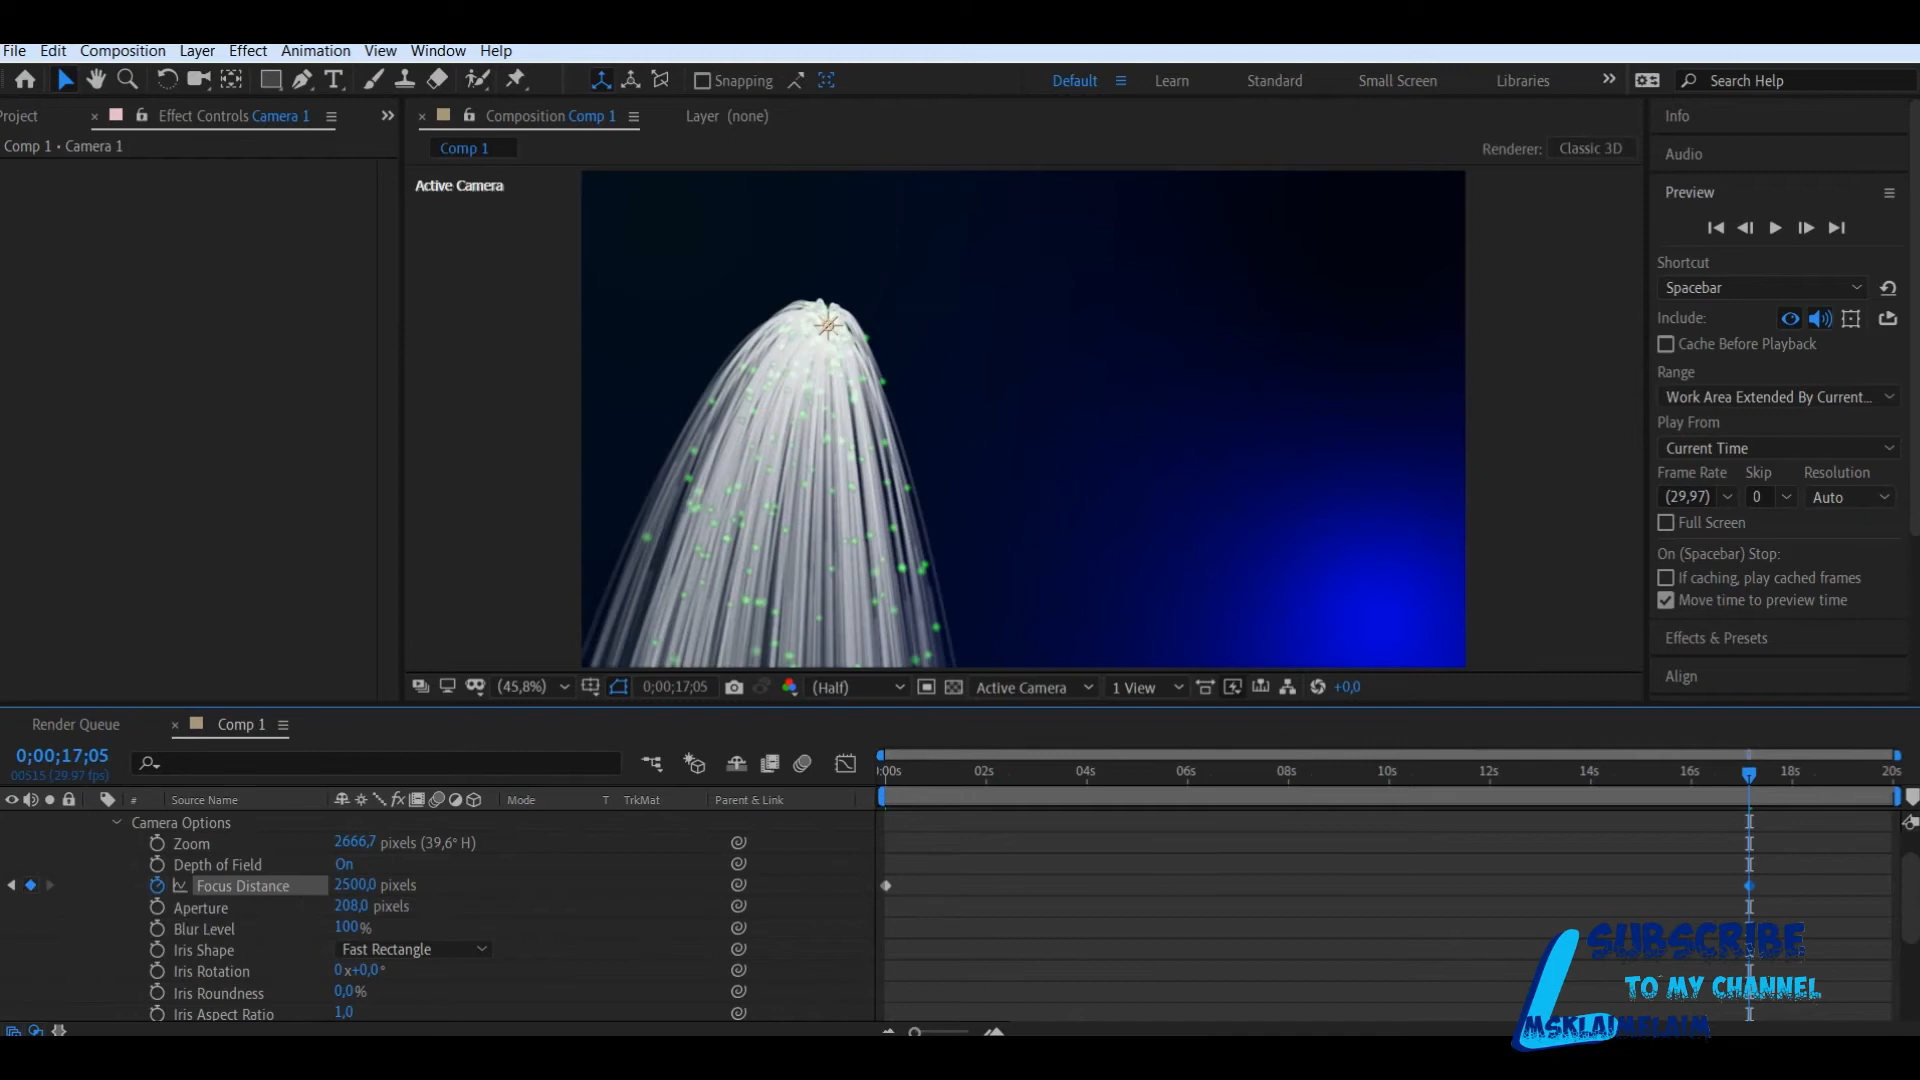 File Edit Composition Layer Effect Animation View Window Help
Snapping Default Learn Standard Small Screen Libraries Search Help
Project Effect Controls Camera 1
Comp 1 • Camera 1
Composition Comp 1 Layer (none)
Comp 1
Renderer: Classic 3D
Active Camera
(45,8%) 0;00;17;05 (Half) Active Camera 1 View +0,0
Info
Audio
Preview
Shortcut
Spacebar
Include:
Cache Before Playback
Range
Work Area Extended By Current...
Play From
Current Time
Frame Rate Skip Resolution
(29,97) 0 Auto
Full Screen
On (Spacebar) Stop:
If caching, play cached frames
Move time to preview time
Effects & Presets
Align
Render Queue Comp 1
0;00;17;05
00515 (29.97 fps)
# Source Name fx Mode T TrkMat Parent & Link
:00s 02s 04s 06s 08s 10s 12s 14s 16s 18s 20s
Camera Options
Zoom 2666,7 pixels (39,6° H)
Depth of Field On
Focus Distance 2500,0 pixels
Aperture 208,0 pixels
Blur Level 100%
Iris Shape Fast Rectangle
Iris Rotation 0x+0,0°
Iris Roundness 0,0%
Iris Aspect Ratio 1,0
SUBSCRIBE
TO MY CHANNEL